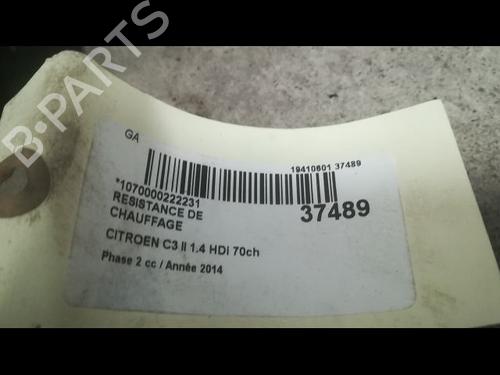 B-PARTS
GA
19410601 37489
*1070000222231
37489
RESISTANCE DE
CHAUFFAGE
CITROEN C3 II 1.4 HDi 70ch
Phase 2 cc / Année 2014